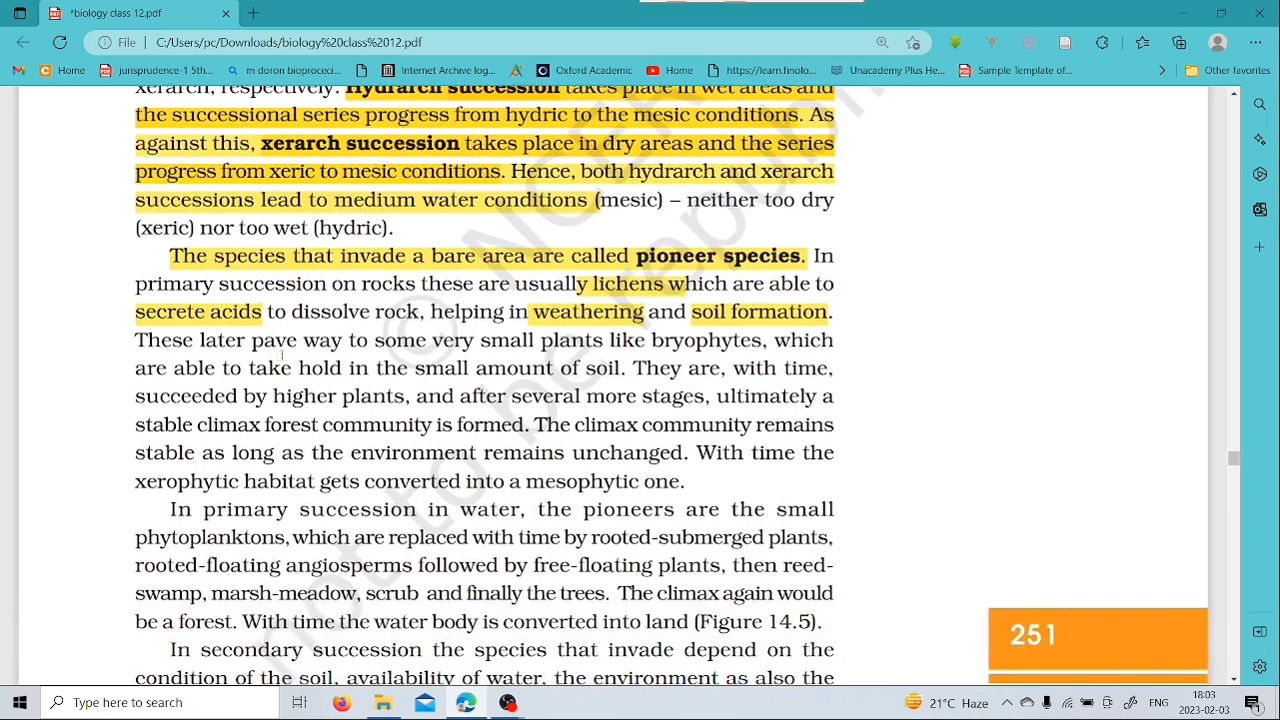 *biology class 12.pdf
File
C:/Users/pc/Downloads/biology%20class%2012.pdf
Home
jurisprudence-1 5th...
m doron bioproceci...
Internet Archive log...
Oxford Academic
Home
https://learn.finolo...
Unacademy Plus He...
Sample Template of...
Other favorites
xerarch, respectively. Hydrarch succession takes place in wet areas and
the successional series progress from hydric to the mesic conditions. As
against this, xerarch succession takes place in dry areas and the series
progress from xeric to mesic conditions. Hence, both hydrarch and xerarch
successions lead to medium water conditions (mesic) – neither too dry
(xeric) nor too wet (hydric).
The species that invade a bare area are called pioneer species. In
primary succession on rocks these are usually lichens which are able to
secrete acids to dissolve rock, helping in weathering and soil formation.
These later pave way to some very small plants like bryophytes, which
are able to take hold in the small amount of soil. They are, with time,
succeeded by higher plants, and after several more stages, ultimately a
stable climax forest community is formed. The climax community remains
stable as long as the environment remains unchanged. With time the
xerophytic habitat gets converted into a mesophytic one.
In primary succession in water, the pioneers are the small
phytoplanktons, which are replaced with time by rooted-submerged plants,
rooted-floating angiosperms followed by free-floating plants, then reed-
swamp, marsh-meadow, scrub and finally the trees. The climax again would
be a forest. With time the water body is converted into land (Figure 14.5).
In secondary succession the species that invade depend on the
condition of the soil, availability of water, the environment as also the
© NCER
not to be republi
251
Type here to search
21°C Haze
18:03
2023-02-03